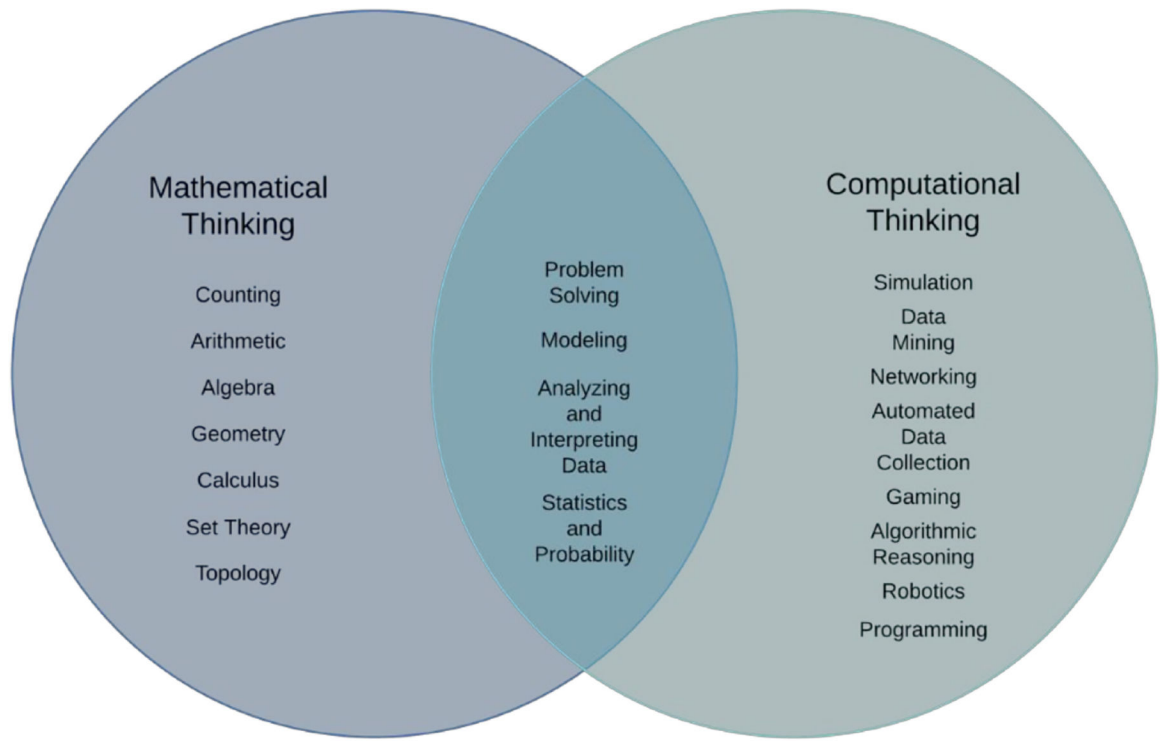 Mathematical
Thinking
Counting
Arithmetic
Algebra
Geometry
Calculus
Set Theory
Topology
Problem
Solving
Modeling
Analyzing
and
Interpreting
Data
Statistics
and
Probability
Computational
Thinking
Simulation
Data
Mining
Networking
Automated
Data
Collection
Gaming
Algorithmic
Reasoning
Robotics
Programming